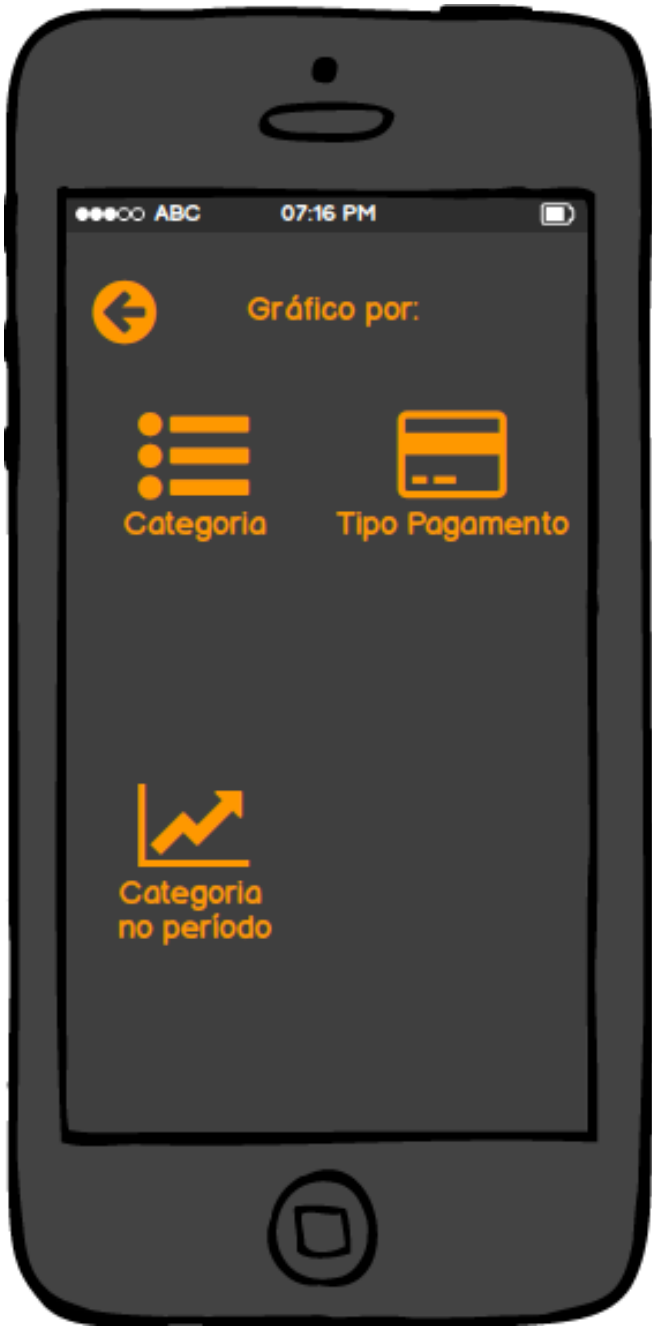 ABC 07:16 PM
Gráfico por:
Categoria
Tipo Pagamento
Categoria
no período